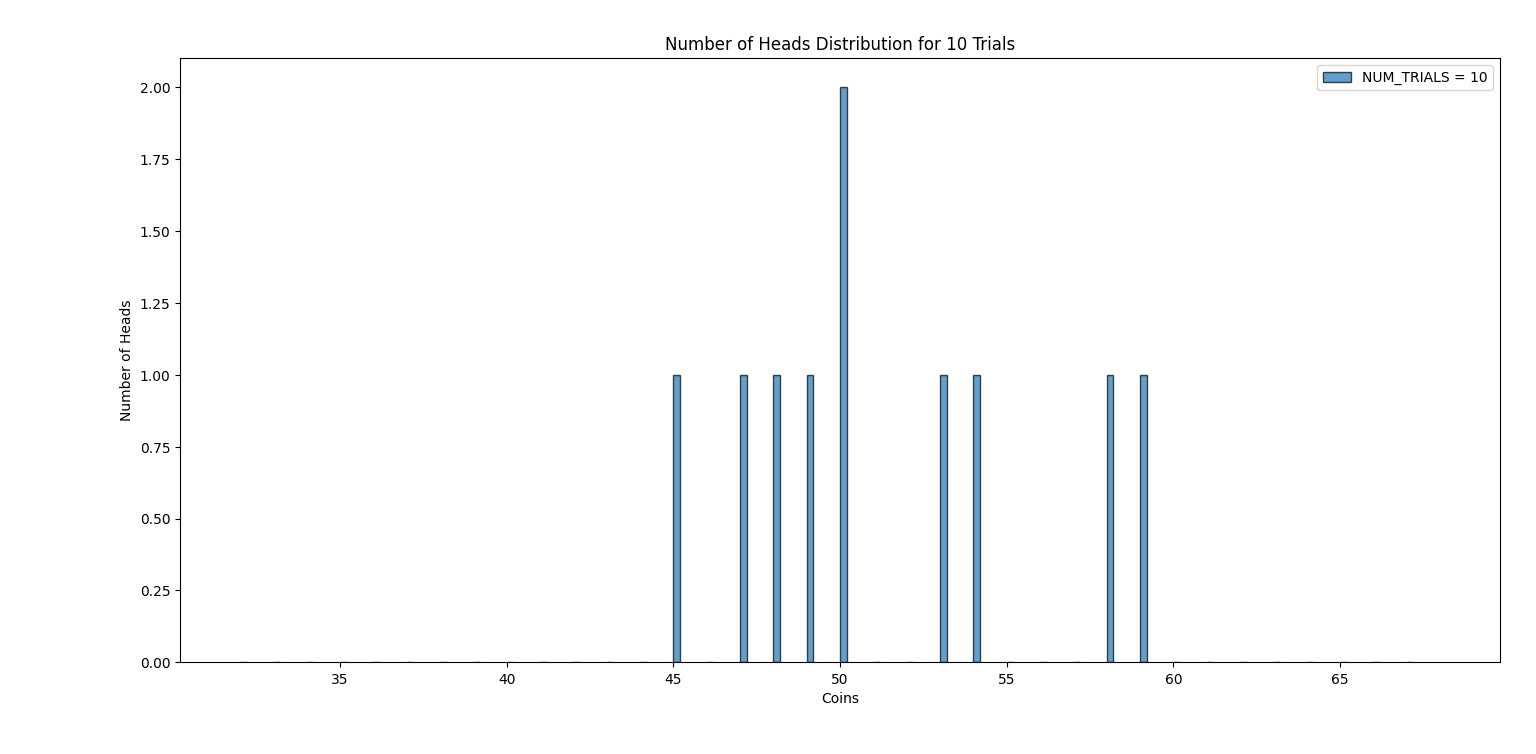 Number of Heads Distribution for 10 Trials
NUM_TRIALS = 10
2.00
1.75
1.50
1.25
1.00
0.75
0.50
0.25
0.00
Number of Heads
35 40 45 50 55 60 65
Coins